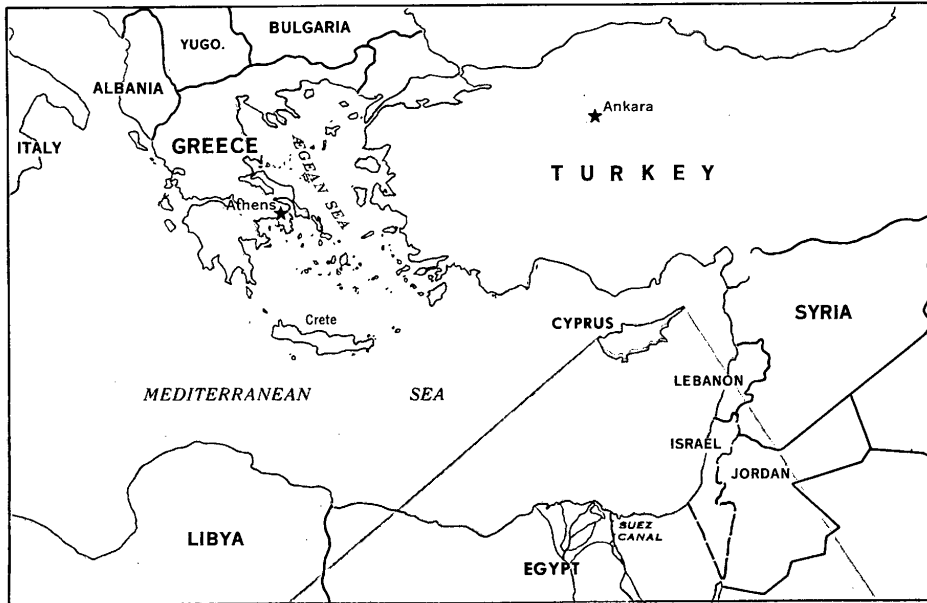 BULGARIA
YUGO.
ALBANIA
ITALY
GREECE
ÆGEAN SEA
Athens
Ankara
TURKEY
Crete
CYPRUS
SYRIA
MEDITERRANEAN SEA
LEBANON
ISRAEL
JORDAN
SUEZ
CANAL
LIBYA
EGYPT